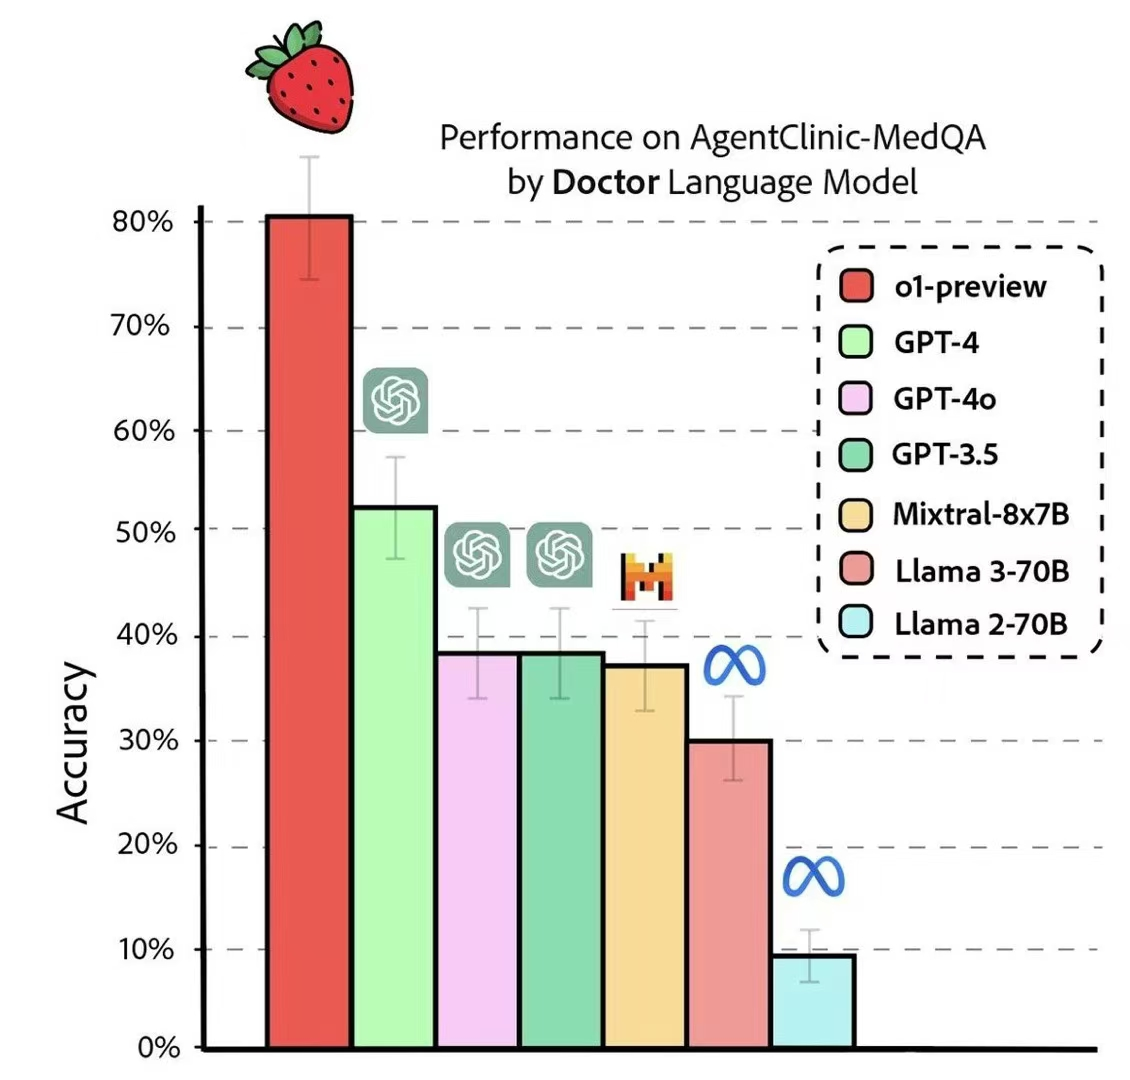 Performance on AgentClinic-MedQA
by Doctor Language Model
80%
70%
60%
50%
40%
30%
20%
10%
0%
Accuracy
o1-preview
GPT-4
GPT-4o
GPT-3.5
Mixtral-8x7B
Llama 3-70B
Llama 2-70B